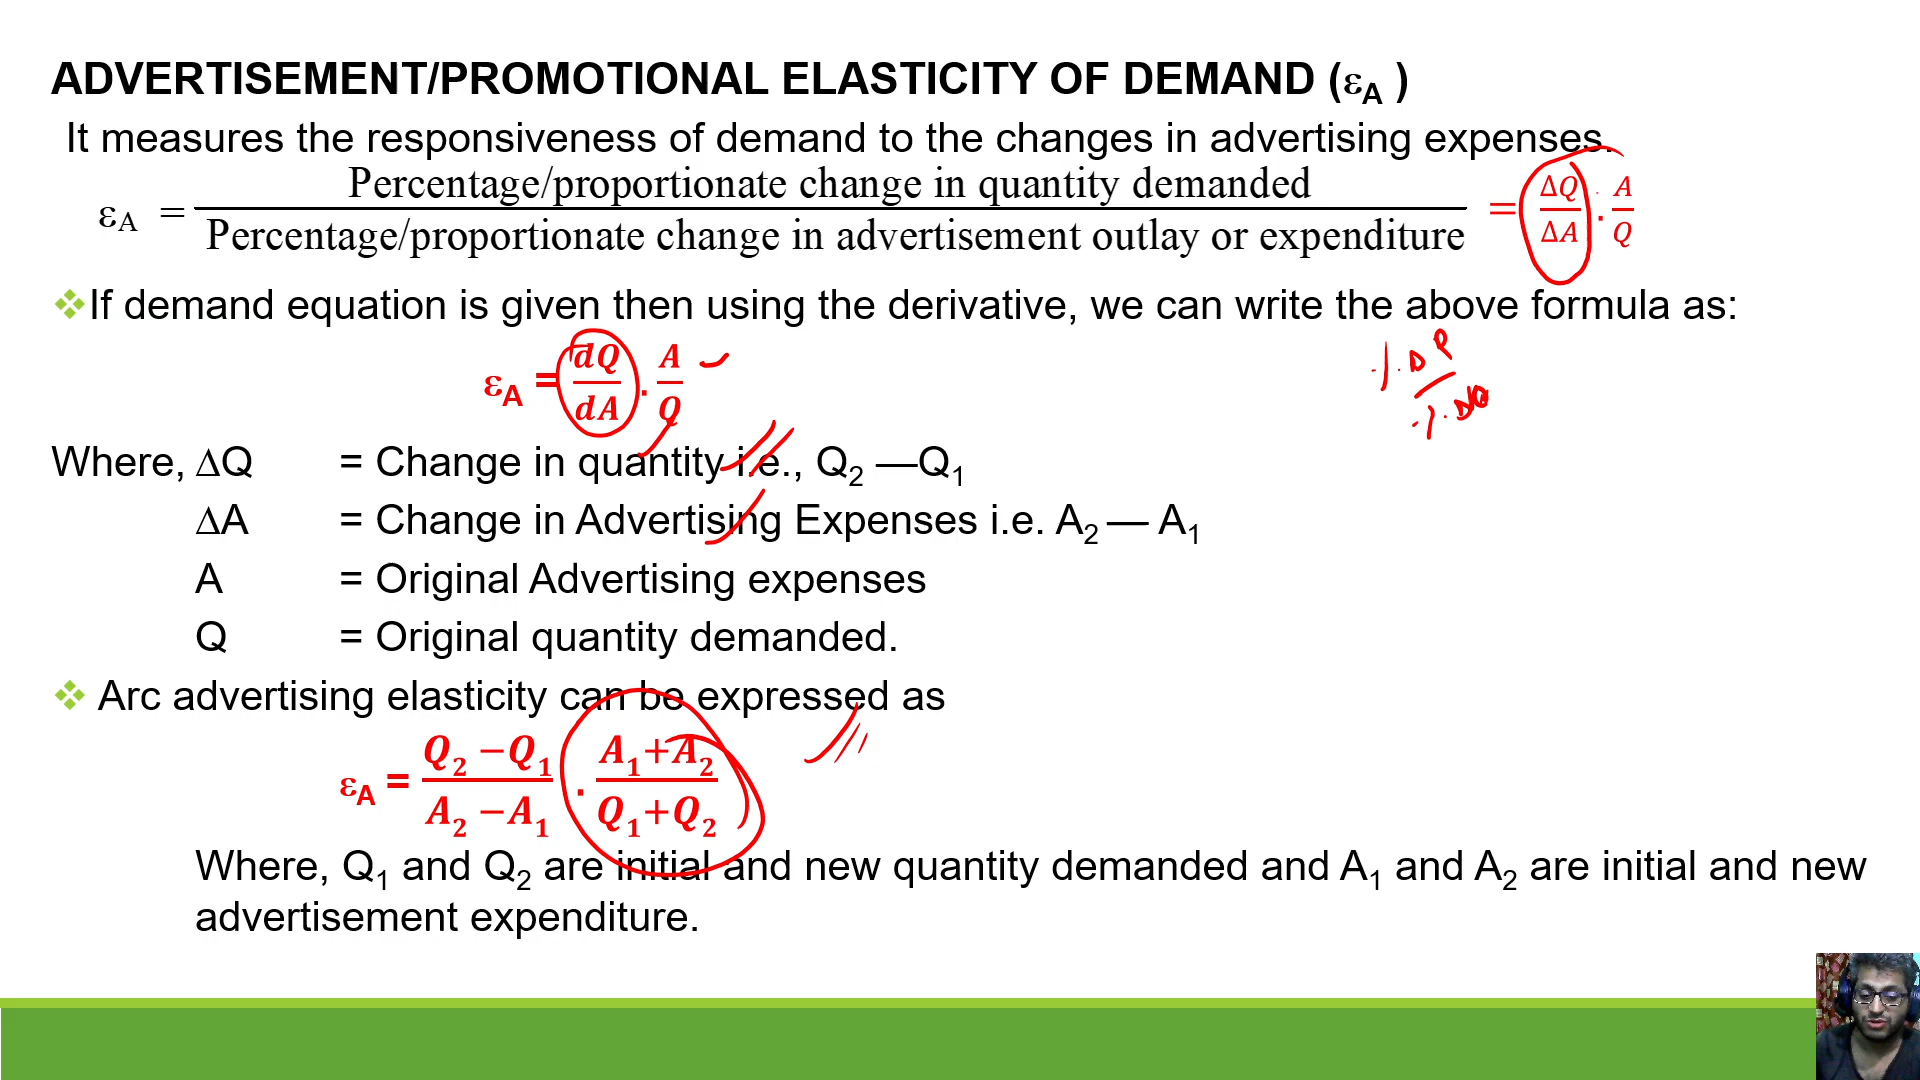 ADVERTISEMENT/PROMOTIONAL ELASTICITY OF DEMAND (εA )
It measures the responsiveness of demand to the changes in advertising expenses.
εA = Percentage/proportionate change in quantity demanded / Percentage/proportionate change in advertisement outlay or expenditure = ΔQ/ΔA . A/Q
❖If demand equation is given then using the derivative, we can write the above formula as:
εA = dQ/dA . A/Q
Where, ΔQ = Change in quantity i.e., Q2 —Q1
ΔA = Change in Advertising Expenses i.e. A2 — A1
A = Original Advertising expenses
Q = Original quantity demanded.
❖ Arc advertising elasticity can be expressed as
εA = Q2 −Q1 / A2 −A1 . A1+A2 / Q1+Q2
Where, Q1 and Q2 are initial and new quantity demanded and A1 and A2 are initial and new
advertisement expenditure.